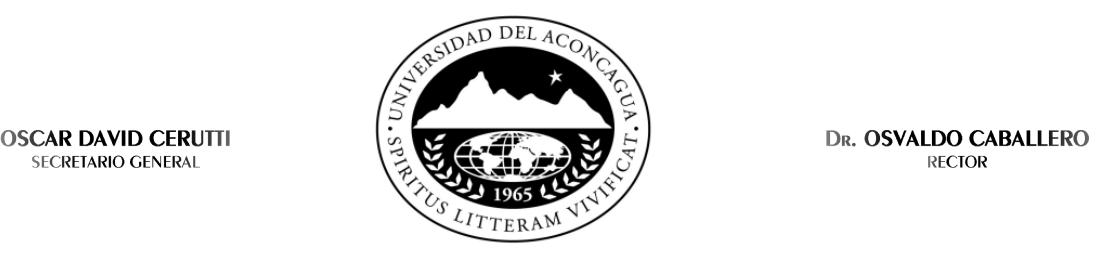 OSCAR DAVID CERUTTI
SECRETARIO GENERAL
UNIVERSIDAD DEL ACONCAGUA
SPIRITUS LITTERAM VIVIFICAT
1965
DR. OSVALDO CABALLERO
RECTOR